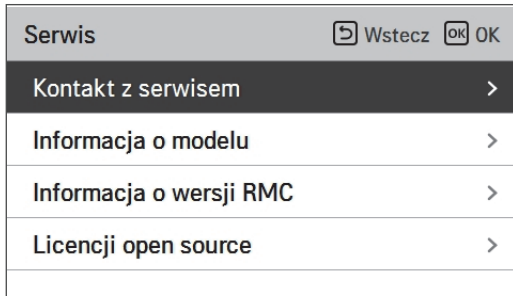 Serwis Wstecz OK OK
Kontakt z serwisem >
Informacja o modelu >
Informacja o wersji RMC >
Licencji open source >